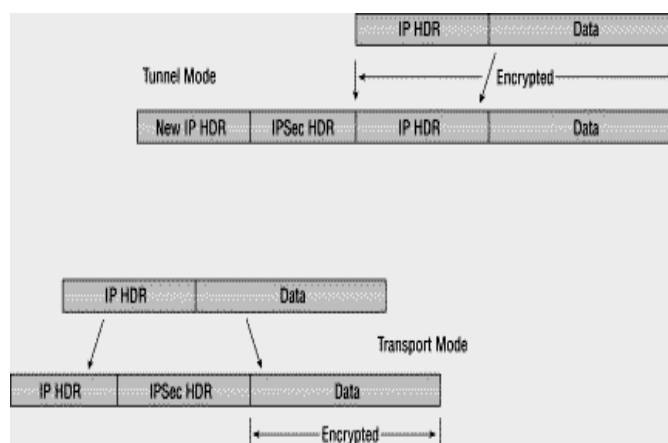 IP HDR Data
Tunnel Mode
Encrypted
New IP HDR IPSec HDR IP HDR Data
IP HDR Data
Transport Mode
IP HDR IPSec HDR Data
Encrypted